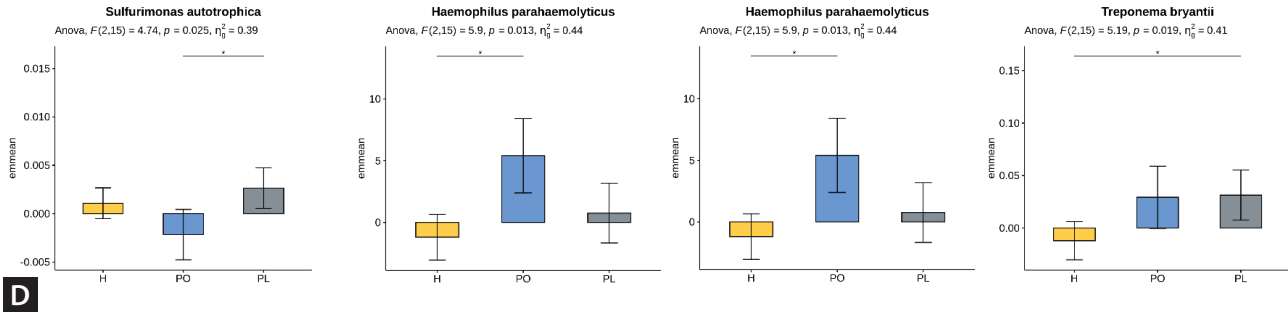 Sulfurimonas autotrophica
Anova, F(2,15) = 4.74, p = 0.025, η²g = 0.39
*
0.015
0.010
0.005
0.000
-0.005
emmean
H PO PL
Haemophilus parahaemolyticus
Anova, F(2,15) = 5.9, p = 0.013, η²g = 0.44
*
10
5
0
emmean
H PO PL
Haemophilus parahaemolyticus
Anova, F(2,15) = 5.9, p = 0.013, η²g = 0.44
*
10
5
0
emmean
H PO PL
Treponema bryantii
Anova, F(2,15) = 5.19, p = 0.019, η²g = 0.41
*
0.15
0.10
0.05
0.00
emmean
H PO PL
D